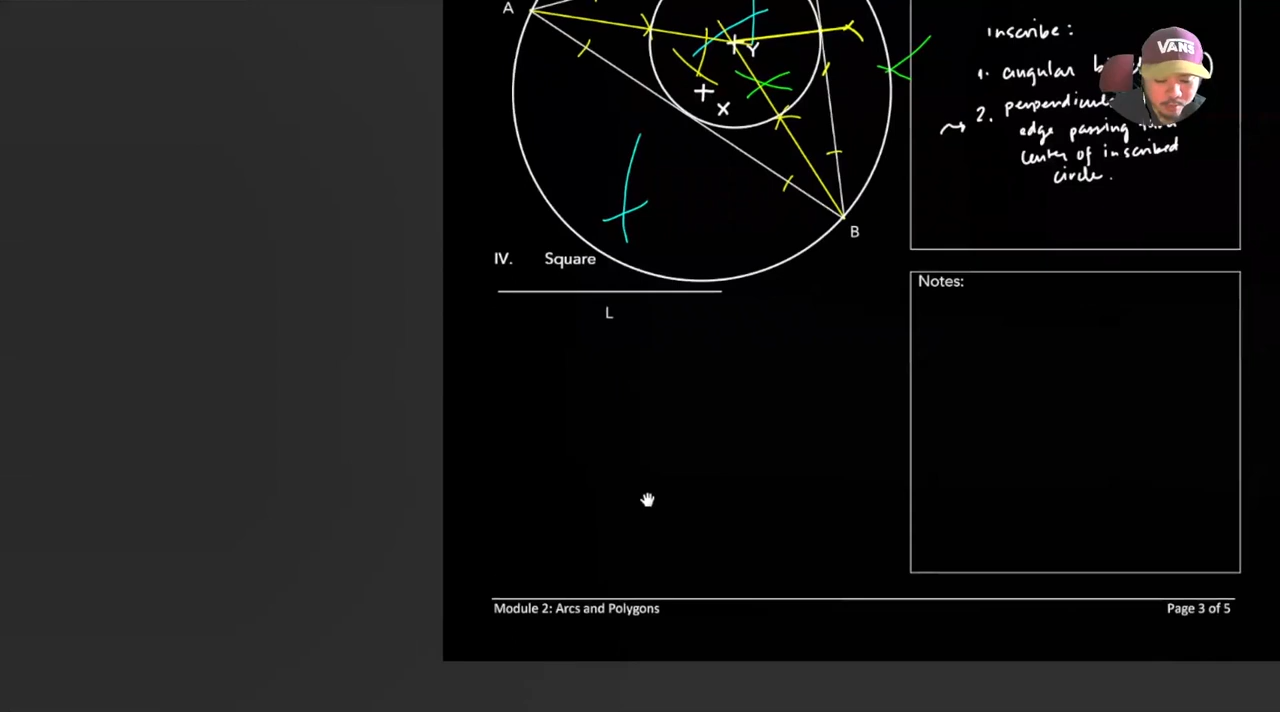 A
inscribe:
VANS
1. angular
Y
2. perpendicul
X
edge passing
center of inscribed
circle.
B
IV. Square
Notes:
L
Module 2: Arcs and Polygons
Page 3 of 5